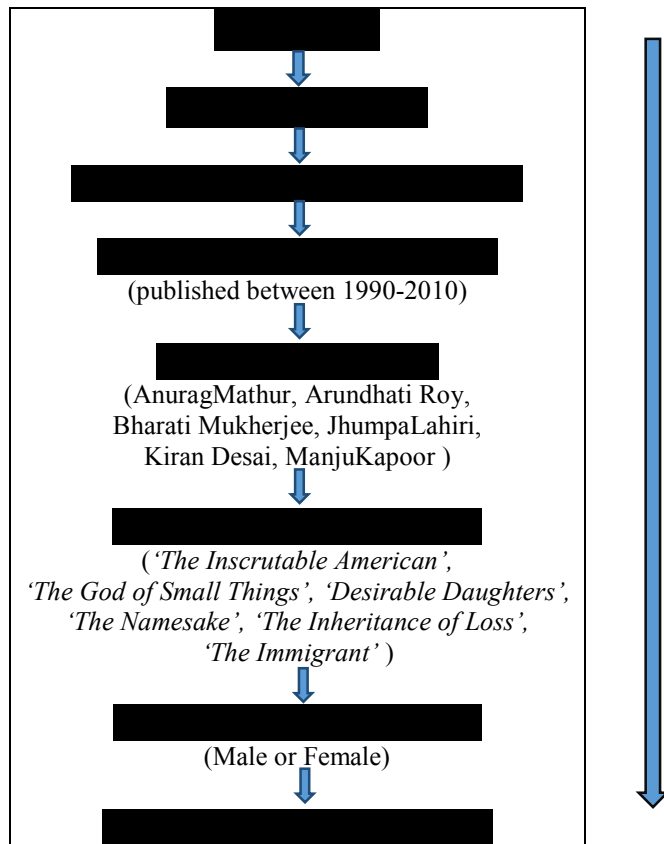 (published between 1990-2010)
(AnuragMathur, Arundhati Roy,
Bharati Mukherjee, JhumpaLahiri,
Kiran Desai, ManjuKapoor )
(‘The Inscrutable American’,
‘The God of Small Things’, ‘Desirable Daughters’,
‘The Namesake’, ‘The Inheritance of Loss’,
‘The Immigrant’ )
(Male or Female)